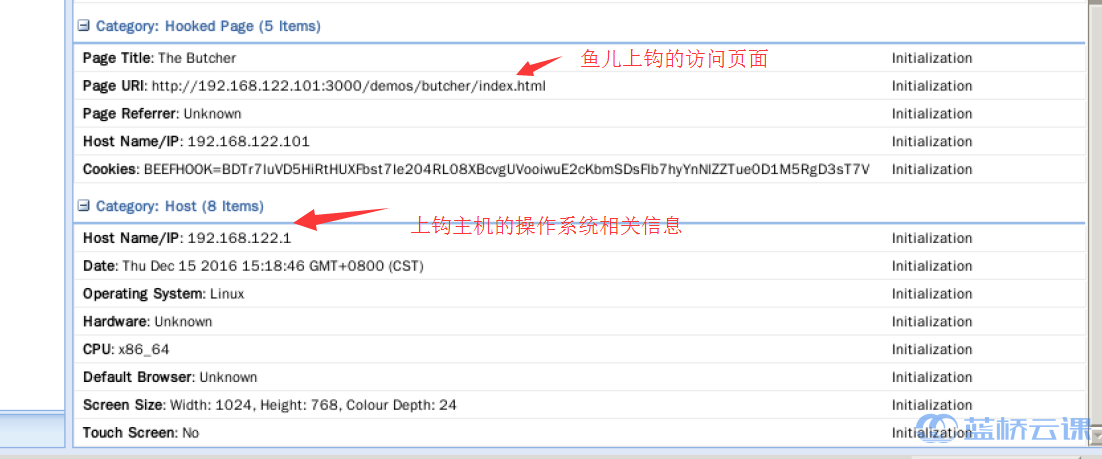 Category: Hooked Page (5 Items)
Page Title: The Butcher Initialization
鱼儿上钩的访问页面
Page URI: http://192.168.122.101:3000/demos/butcher/index.html Initialization
Page Referrer: Unknown Initialization
Host Name/IP: 192.168.122.101 Initialization
Cookies: BEEFHOOK=BDTr7IuVD5HiRtHUXFbst7Ie204RL08XBcvgUVooiwuE2cKbmSDsFlb7hyYnNlZZTue0D1M5RgD3sT7V Initialization
Category: Host (8 Items)
上钩主机的操作系统相关信息
Host Name/IP: 192.168.122.1 Initialization
Date: Thu Dec 15 2016 15:18:46 GMT+0800 (CST) Initialization
Operating System: Linux Initialization
Hardware: Unknown Initialization
CPU: x86_64 Initialization
Default Browser: Unknown Initialization
Screen Size: Width: 1024, Height: 768, Colour Depth: 24 Initialization
Touch Screen: No Initialization
蓝桥云课